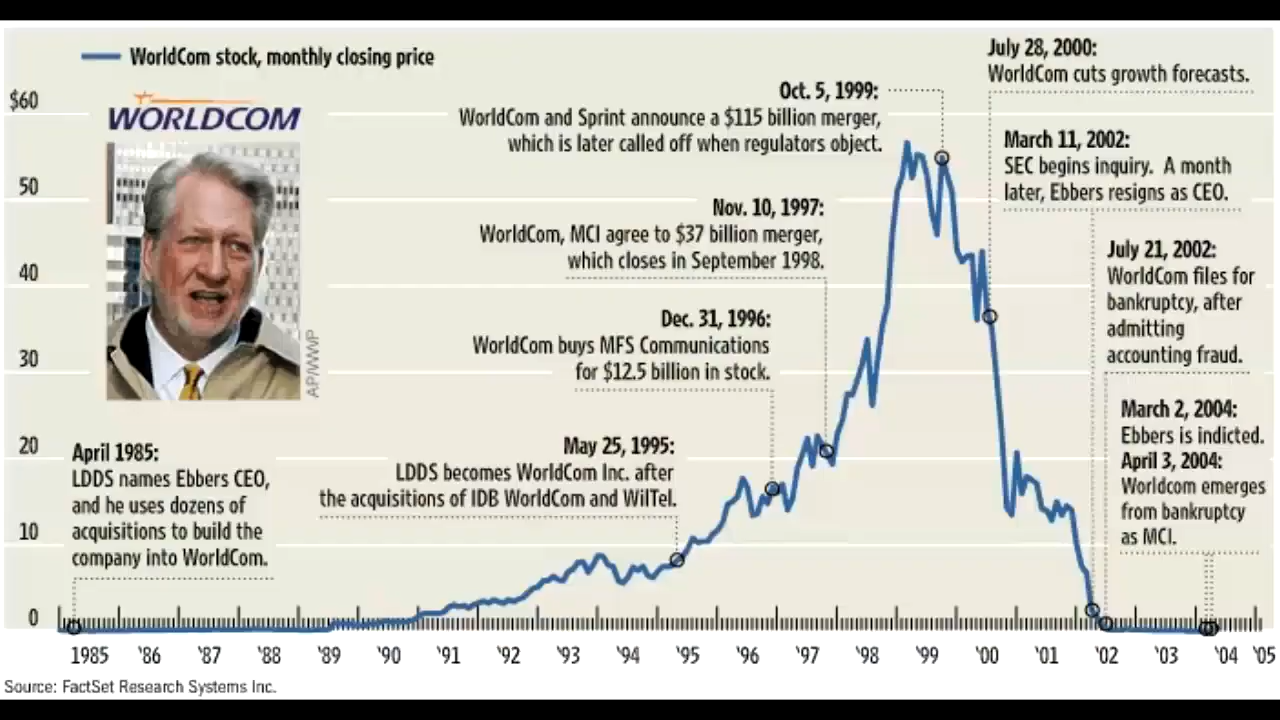 WorldCom stock, monthly closing price
$60
50
40
30
20
10
0
WORLDCOM
AP/WWP
April 1985:
LDDS names Ebbers CEO,
and he uses dozens of
acquisitions to build the
company into WorldCom.
May 25, 1995:
LDDS becomes WorldCom Inc. after
the acquisitions of IDB WorldCom and WilTel.
Dec. 31, 1996:
WorldCom buys MFS Communications
for $12.5 billion in stock.
Nov. 10, 1997:
WorldCom, MCI agree to $37 billion merger,
which closes in September 1998.
Oct. 5, 1999:
WorldCom and Sprint announce a $115 billion merger,
which is later called off when regulators object.
July 28, 2000:
WorldCom cuts growth forecasts.
March 11, 2002:
SEC begins inquiry. A month
later, Ebbers resigns as CEO.
July 21, 2002:
WorldCom files for
bankruptcy, after
admitting
accounting fraud.
March 2, 2004:
Ebbers is indicted.
April 3, 2004:
Worldcom emerges
from bankruptcy
as MCI.
1985 '86 '87 '88 '89 '90 '91 '92 '93 '94 '95 '96 '97 '98 '99 '00 '01 '02 '03 '04 '05
Source: FactSet Research Systems Inc.